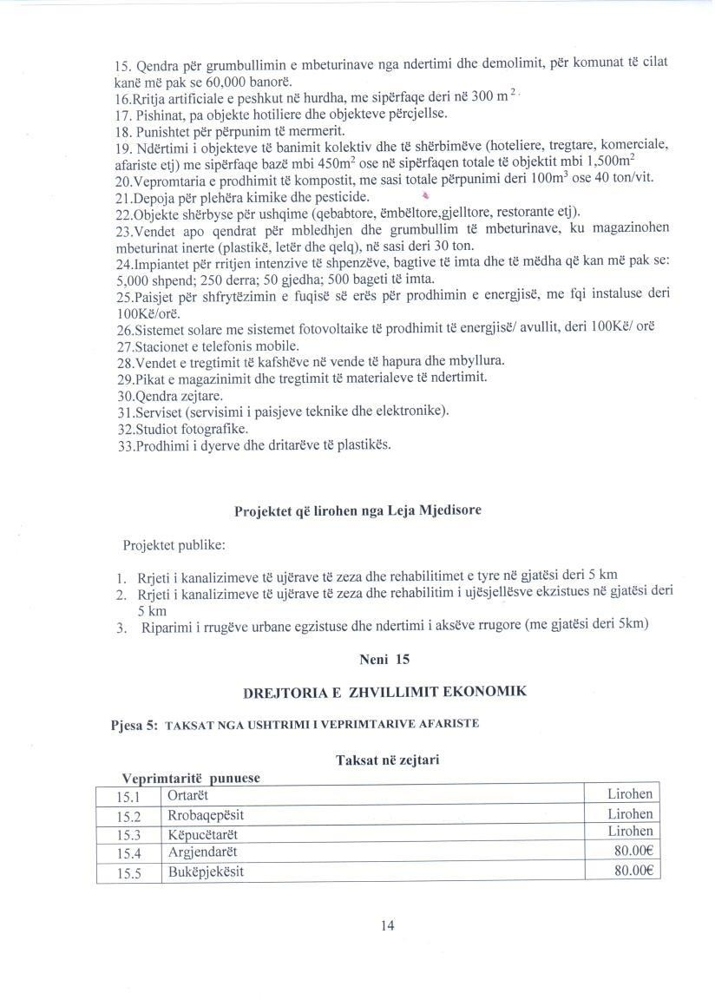 15. Qendra për grumbullimin e mbeturinave nga ndertimi dhe demolimit, për komunat të cilat
kanë më pak se 60,000 banorë.
16.Rritja artificiale e peshkut në hurdha, me sipërfaqe deri në 300 m².
17. Pishinat, pa objekte hotiliere dhe objekteve përcjellse.
18. Punishtet për përpunim të mermerit.
19. Ndërtimi i objekteve të banimit kolektiv dhe të shërbimëve (hoteliere, tregtare, komerciale,
afariste etj) me sipërfaqe bazë mbi 450m² ose në sipërfaqen totale të objektit mbi 1,500m²
20.Vepromtaria e prodhimit të kompostit, me sasi totale përpunimi deri 100m³ ose 40 ton/vit.
21.Depoja për plehëra kimike dhe pesticide.
22.Objekte shërbyse për ushqime (qebabtore, ëmbëltore,gjelltore, restorante etj).
23.Vendet apo qendrat për mbledhjen dhe grumbullim të mbeturinave, ku magazinohen
mbeturinat inerte (plastikë, letër dhe qelq), në sasi deri 30 ton.
24.Impiantet për rritjen intenzive të shpenzëve, bagtive të imta dhe të mëdha që kan më pak se:
5,000 shpend; 250 derra; 50 gjedha; 500 bageti të imta.
25.Paisjet për shfrytëzimin e fuqisë së erës për prodhimin e energjisë, me fqi instaluse deri
100Kë/orë.
26.Sistemet solare me sistemet fotovoltaike të prodhimit të energjisë/ avullit, deri 100Kë/ orë
27.Stacionet e telefonis mobile.
28.Vendet e tregtimit të kafshëve në vende të hapura dhe mbyllura.
29.Pikat e magazinimit dhe tregtimit të materialeve të ndertimit.
30.Qendra zejtare.
31.Serviset (servisimi i paisjeve teknike dhe elektronike).
32.Studiot fotografike.
33.Prodhimi i dyerve dhe dritarëve të plastikës.
Projektet që lirohen nga Leja Mjedisore
Projektet publike:
1. Rrjeti i kanalizimeve të ujërave të zeza dhe rehabilitimet e tyre në gjatësi deri 5 km
2. Rrjeti i kanalizimeve të ujërave të zeza dhe rehabilitim i ujësjellësve ekzistues në gjatësi deri
5 km
3. Riparimi i rrugëve urbane egzistuse dhe ndertimi i aksëve rrugore (me gjatësi deri 5km)
Neni 15
DREJTORIA E ZHVILLIMIT EKONOMIK
Pjesa 5: TAKSAT NGA USHTRIMI I VEPRIMTARIVE AFARISTE
Taksat në zejtari
Veprimtaritë punuese
15.1 Ortarët Lirohen
15.2 Rrobaqepësit Lirohen
15.3 Këpucëtarët Lirohen
15.4 Argjendarët 80.00€
15.5 Bukëpjekësit 80.00€
14